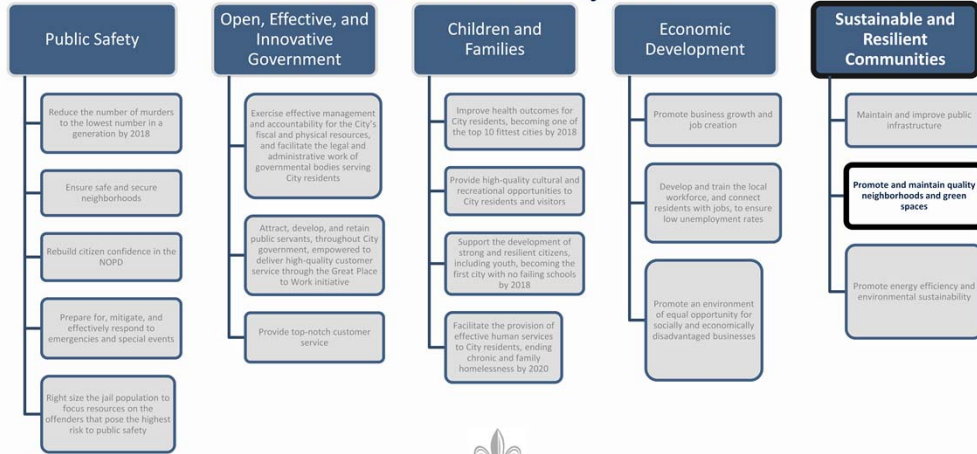 Public Safety
Reduce the number of murders
to the lowest number in a
generation by 2018
Ensure safe and secure
neighborhoods
Rebuild citizen confidence in the
NOPD
Prepare for, mitigate, and
effectively respond to
emergencies and special events
Right size the jail population to
focus resources on the
offenders that pose the highest
risk to public safety
Open, Effective, and
Innovative
Government
Exercise effective management
and accountability for the City's
fiscal and physical resources,
and facilitate the legal and
administrative work of
governmental bodies serving
City residents
Attract, develop, and retain
public servants, throughout City
government, empowered to
deliver high-quality customer
service through the Great Place
to Work initiative
Provide top-notch customer
service
Children and
Families
Improve health outcomes for
City residents, becoming one of
the top 10 fittest cities by 2018
Provide high-quality cultural and
recreational opportunities to
City residents and visitors
Support the development of
strong and resilient citizens,
including youth, becoming the
first city with no failing schools
by 2018
Facilitate the provision of
effective human services
to City residents, ending
chronic and family
homelessness by 2020
Economic
Development
Promote business growth and
job creation
Develop and train the local
workforce, and connect
residents with jobs, to ensure
low unemployment rates
Promote an environment
of equal opportunity for
socially and economically
disadvantaged businesses
Sustainable and
Resilient
Communities
Maintain and improve public
infrastructure
Promote and maintain quality
neighborhoods and green
spaces
Promote energy efficiency and
environmental sustainability